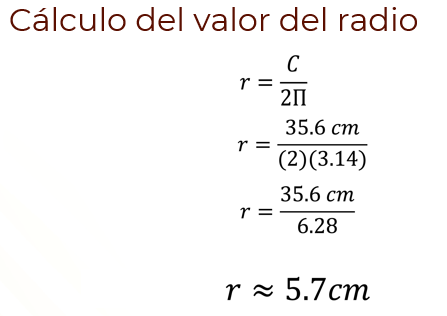 Cálculo del valor del radio
r = C / 2Π
r = 35.6 cm / (2)(3.14)
r = 35.6 cm / 6.28
r ≈ 5.7cm